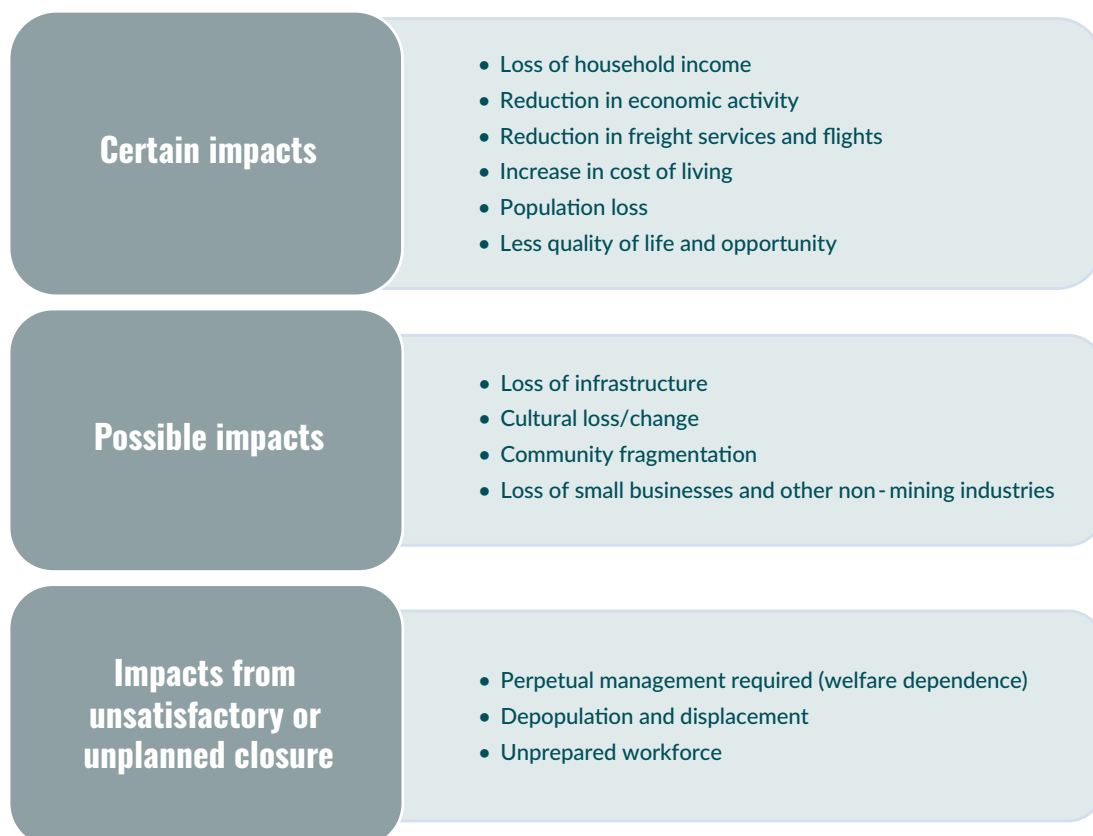 Certain impacts
• Loss of household income
• Reduction in economic activity
• Reduction in freight services and flights
• Increase in cost of living
• Population loss
• Less quality of life and opportunity
Possible impacts
• Loss of infrastructure
• Cultural loss/change
• Community fragmentation
• Loss of small businesses and other non-mining industries
Impacts from
unsatisfactory or
unplanned closure
• Perpetual management required (welfare dependence)
• Depopulation and displacement
• Unprepared workforce